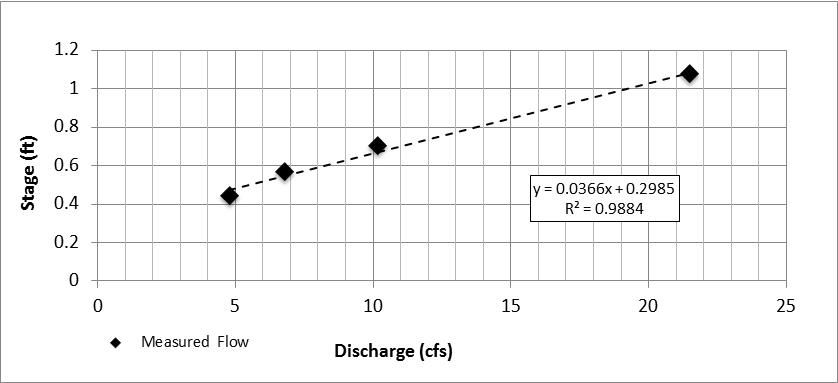 1.2
1
0.8
0.6
0.4
0.2
0
Stage (ft)
y = 0.0366x + 0.2985
R² = 0.9884
0 5 10 15 20 25
Discharge (cfs)
Measured Flow